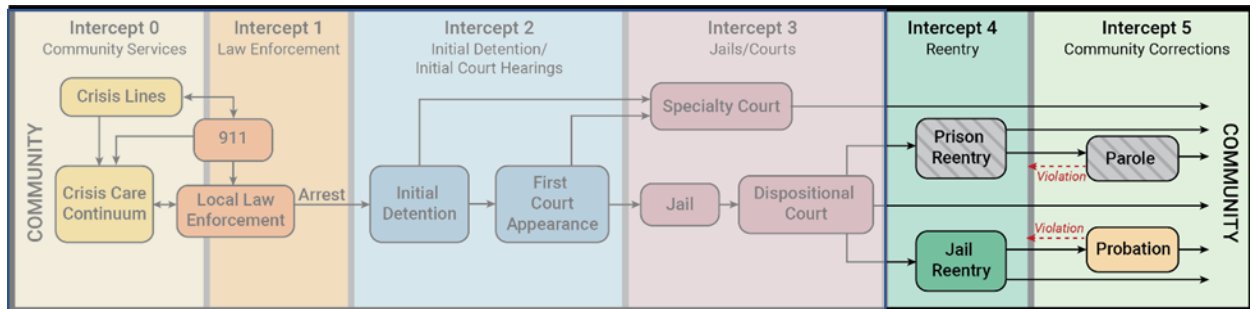 Intercept 0
Community Services
Intercept 1
Law Enforcement
Intercept 2
Initial Detention/
Initial Court Hearings
Intercept 3
Jails/Courts
Intercept 4
Reentry
Intercept 5
Community Corrections
COMMUNITY
Crisis Lines
911
Crisis Care
Continuum
Local Law
Enforcement
Arrest
Initial
Detention
First
Court
Appearance
Specialty Court
Jail
Dispositional
Court
Prison
Reentry
Violation
Parole
Jail
Reentry
Violation
Probation
COMMUNITY